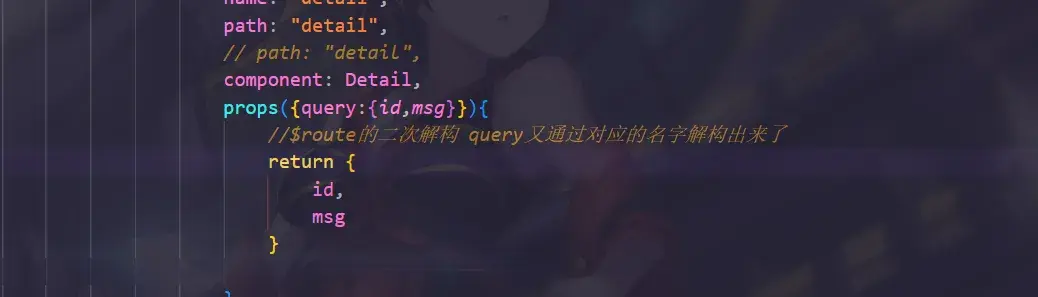 name: "detail",
path: "detail",
// path: "detail",
component: Detail,
props({query:{id,msg}}){
//$route的二次解构 query又通过对应的名字解构出来了
return {
id,
msg
}
}